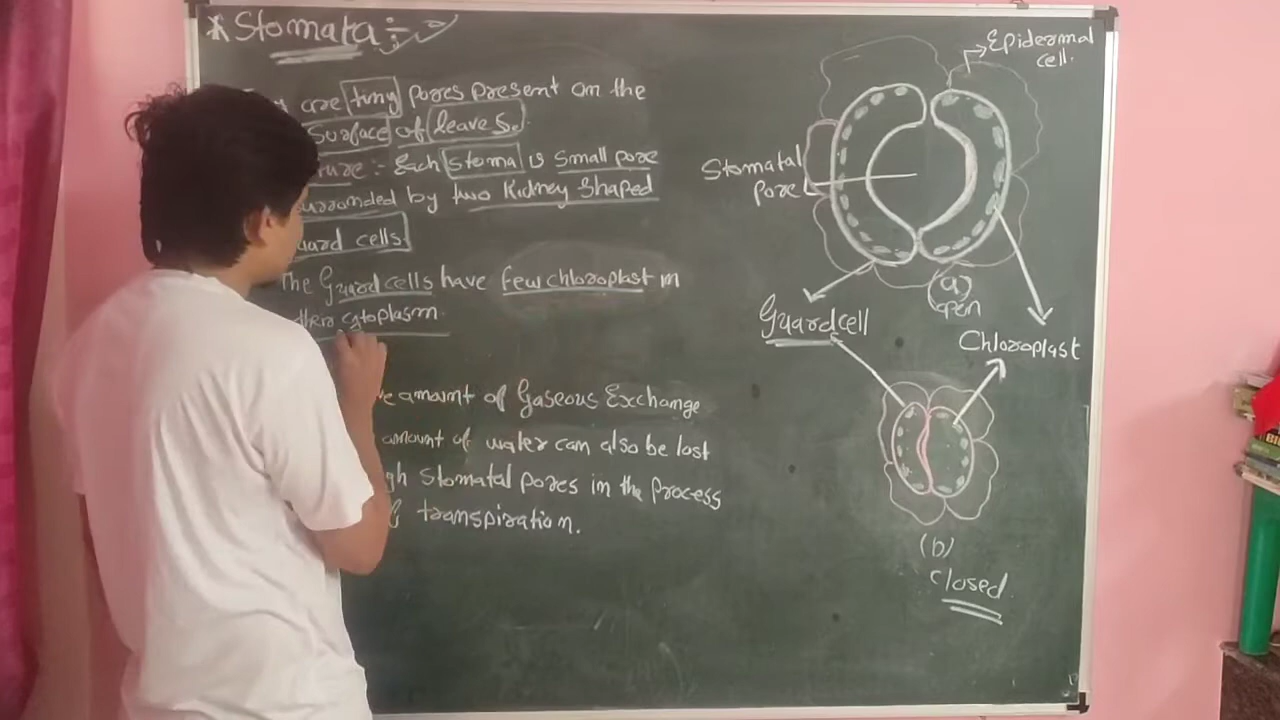 * Stomata :-
are tiny pores present on the
Surface of leaves.
:- Each stoma is small pore
by two Kidney Shaped
cells.
The Guard cells have few chloroplast in
cytoplasm.
amount of Gaseous Exchange
amount of water can also be lost
Stomatal pores in the process
transpiration.
Epidermal
cell.
Stomatal
pore
(a)
open
Guard cell
Chloroplast
(b)
closed